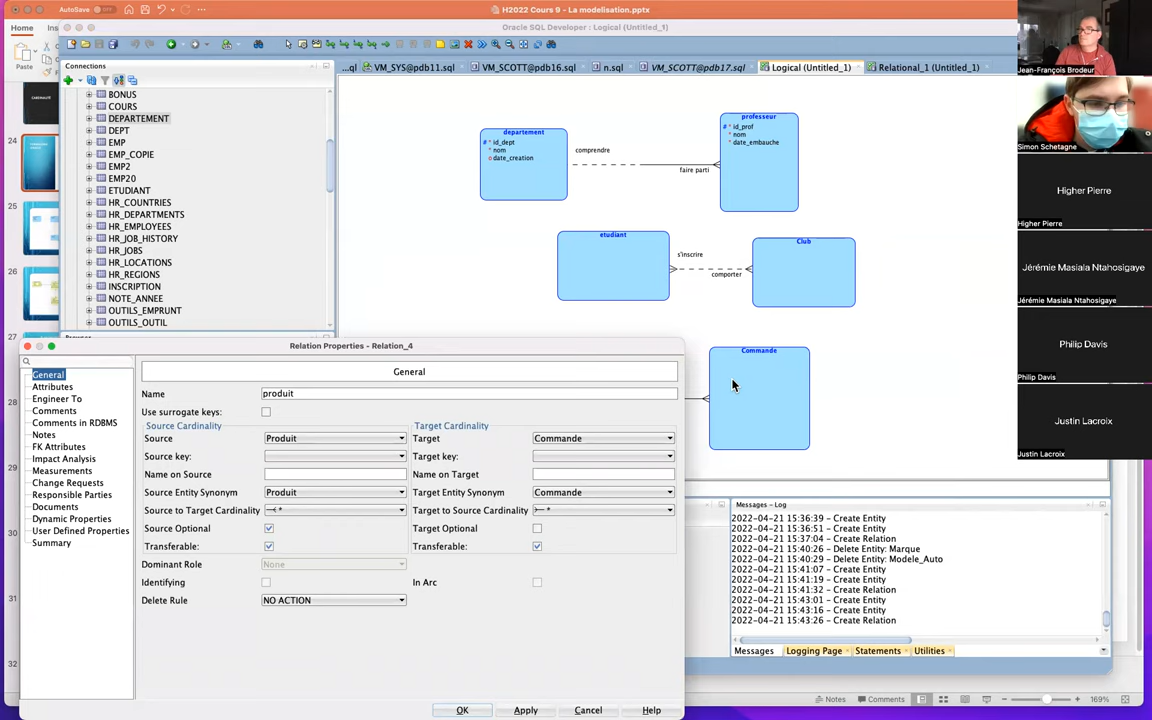 AutoSave
H2022 Cours 9 - La modelisation.pptx
Home
Ins
Oracle SQL Developer : Logical (Untitled_1)
Paste
Connections
...ql
VM_SYS@pdb11.sql
VM_SCOTT@pdb16.sql
n.sql
VM_SCOTT@pdb17.sql
Logical (Untitled_1)
Relational_1 (Untitled_1)
BONUS
COURS
DEPARTEMENT
DEPT
EMP
EMP_COPIE
EMP2
EMP20
ETUDIANT
HR_COUNTRIES
HR_DEPARTMENTS
HR_EMPLOYEES
HR_JOB_HISTORY
HR_JOBS
HR_LOCATIONS
HR_REGIONS
INSCRIPTION
NOTE_ANNEE
OUTILS_EMPRUNT
OUTILS_OUTIL
24
25
26
27
28
29
30
31
32
departement
# * id_dept
* nom
o date_creation
comprendre
faire parti
professeur
# * id_prof
* nom
* date_embauche
etudiant
s'inscrire
comporter
Club
Commande
Relation Properties - Relation_4
General
Attributes
Engineer To
Comments
Comments in RDBMS
Notes
FK Attributes
Impact Analysis
Measurements
Change Requests
Responsible Parties
Documents
Dynamic Properties
User Defined Properties
Summary
General
Name
produit
Use surrogate keys:
Source Cardinality
Target Cardinality
Source
Produit
Target
Commande
Source key:
Target key:
Name on Source
Name on Target
Source Entity Synonym
Produit
Target Entity Synonym
Commande
Source to Target Cardinality
*
Target to Source Cardinality
*
Source Optional
Target Optional
Transferable:
Transferable:
Dominant Role
None
Identifying
In Arc
Delete Rule
NO ACTION
OK
Apply
Cancel
Help
Messages - Log
2022-04-21 15:36:39 - Create Entity
2022-04-21 15:36:51 - Create Entity
2022-04-21 15:37:04 - Create Relation
2022-04-21 15:40:26 - Delete Entity: Marque
2022-04-21 15:40:29 - Delete Entity: Modele_Auto
2022-04-21 15:41:07 - Create Entity
2022-04-21 15:41:19 - Create Entity
2022-04-21 15:41:32 - Create Relation
2022-04-21 15:43:01 - Create Entity
2022-04-21 15:43:16 - Create Entity
2022-04-21 15:43:26 - Create Relation
Messages
Logging Page
Statements
Utilities
Notes
Comments
169%
Jean-François Brodeur
Simon Schetagne
Higher Pierre
Higher Pierre
Jérémie Masiala Ntahosigaye
Jérémie Masiala Ntahosigaye
Philip Davis
Philip Davis
Justin Lacroix
Justin Lacroix